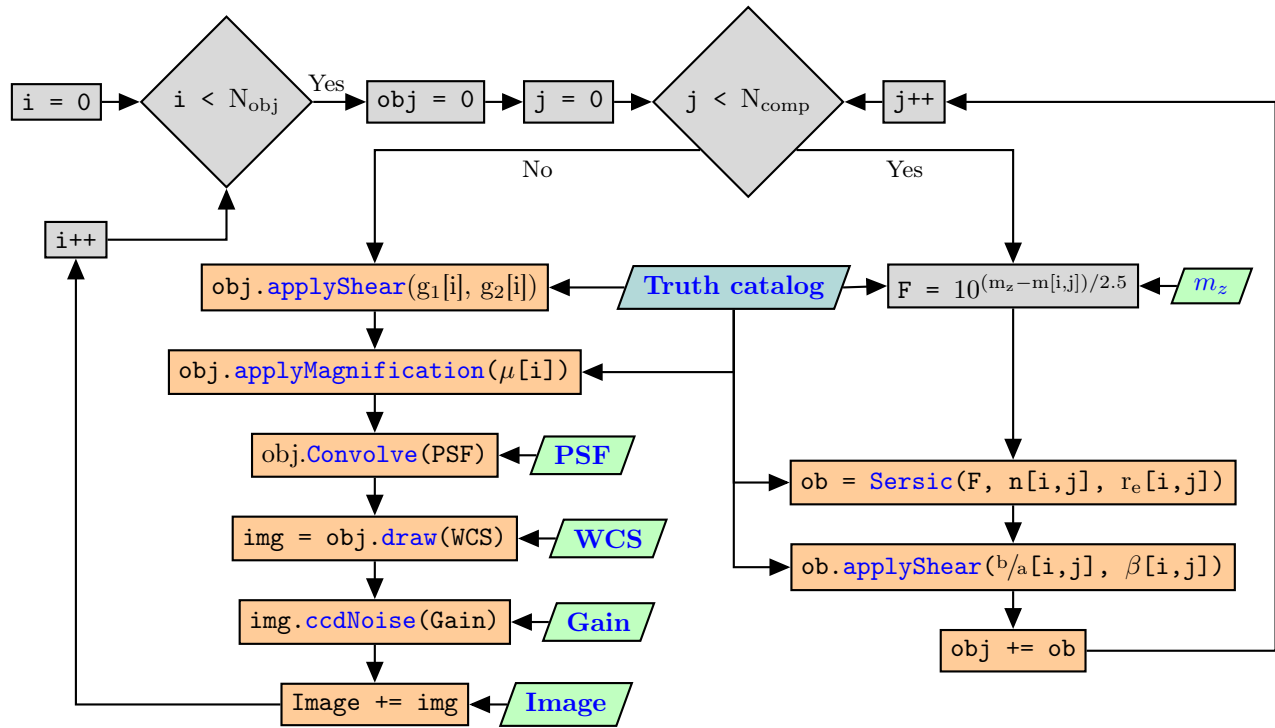 i = 0
i < N_obj
Yes
obj = 0
j = 0
j < N_comp
j++
No
Yes
i++
obj.applyShear(g₁[i], g₂[i])
Truth catalog
F = 10^((m_z−m[i,j])/2.5)
m_z
obj.applyMagnification(μ[i])
obj.Convolve(PSF)
PSF
ob = Sersic(F, n[i,j], r_e[i,j])
img = obj.draw(WCS)
WCS
ob.applyShear(b/a[i,j], β[i,j])
img.ccdNoise(Gain)
Gain
obj += ob
Image += img
Image